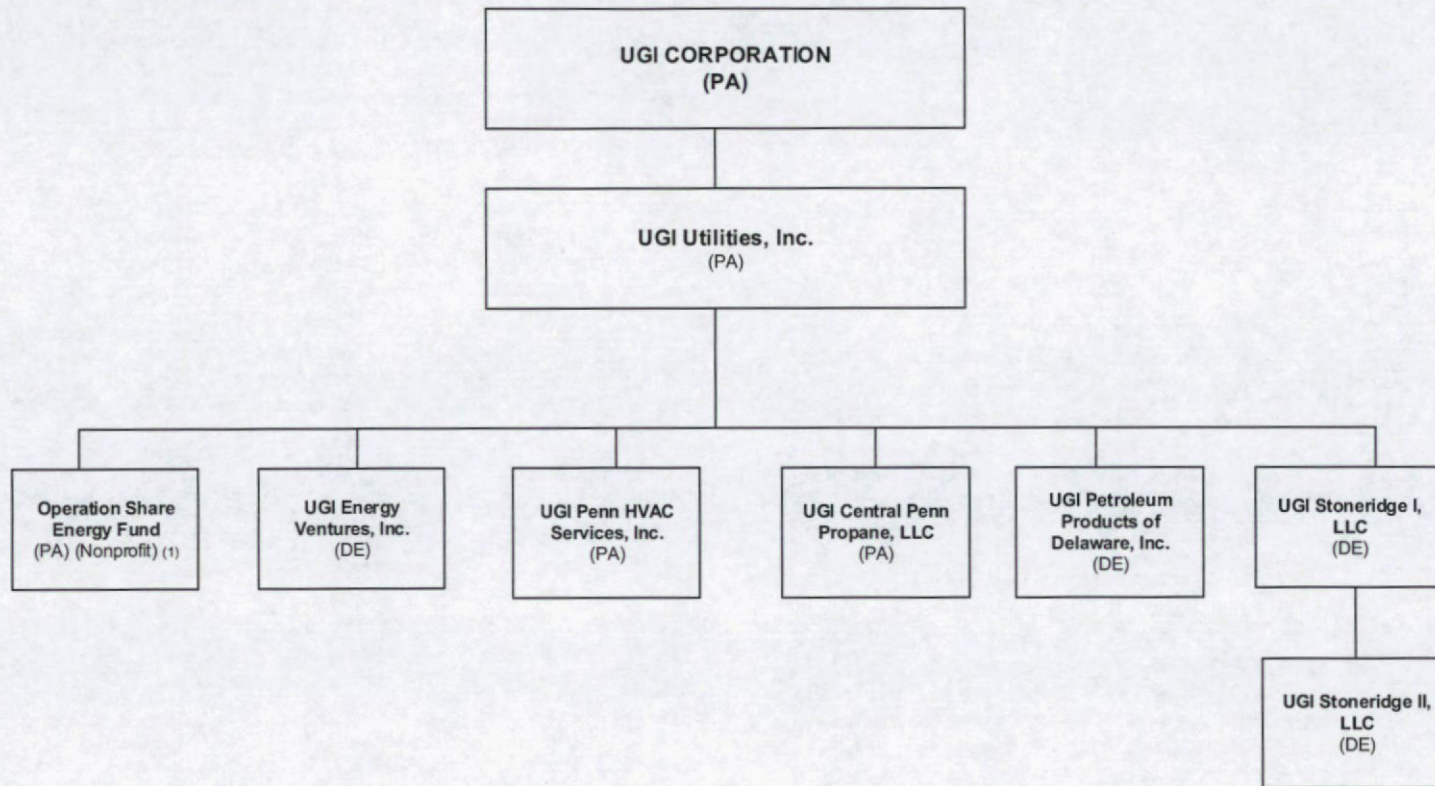 UGI CORPORATION
(PA)
UGI Utilities, Inc.
(PA)
Operation Share
Energy Fund
(PA) (Nonprofit) (1)
UGI Energy
Ventures, Inc.
(DE)
UGI Penn HVAC
Services, Inc.
(PA)
UGI Central Penn
Propane, LLC
(PA)
UGI Petroleum
Products of
Delaware, Inc.
(DE)
UGI Stoneridge I,
LLC
(DE)
UGI Stoneridge II,
LLC
(DE)